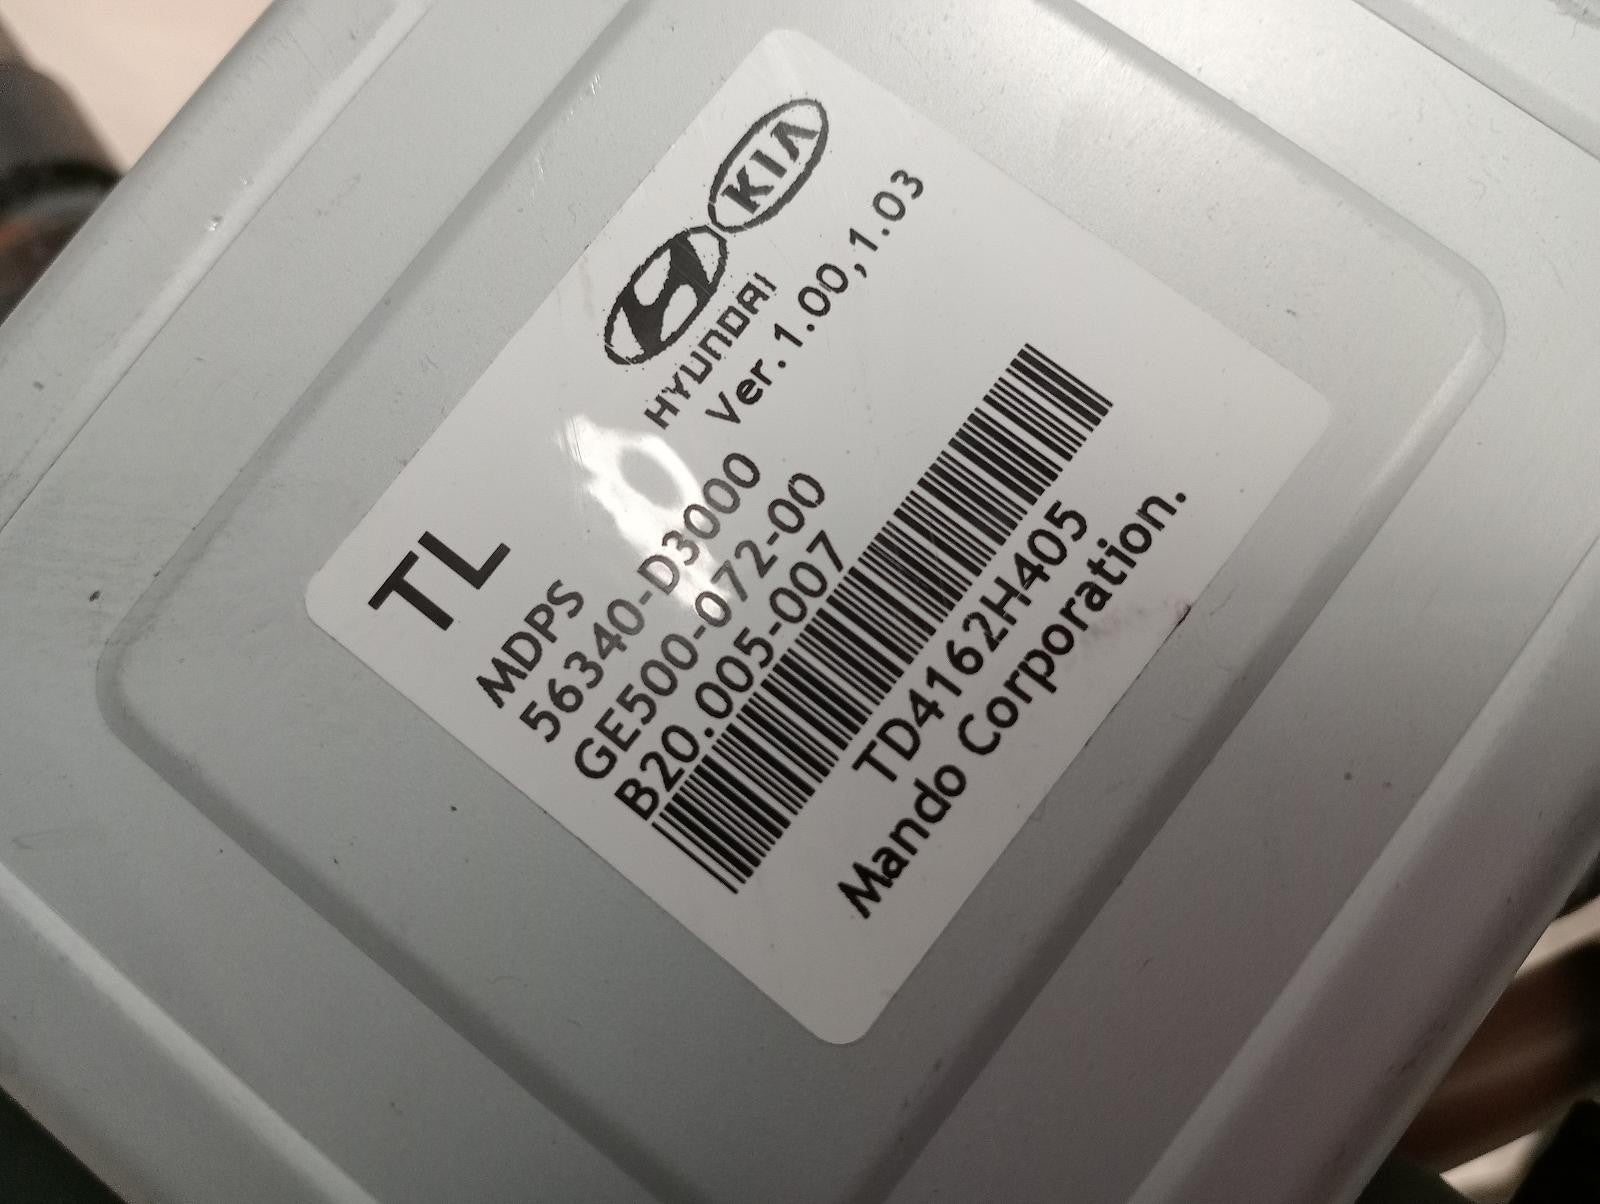 TL
HYUNDAI
KIA
MDPS
Ver.1.00,1.03
56340-D3000
GE500-072-00
B20.005-007
TD4162H405
Mando Corporation.